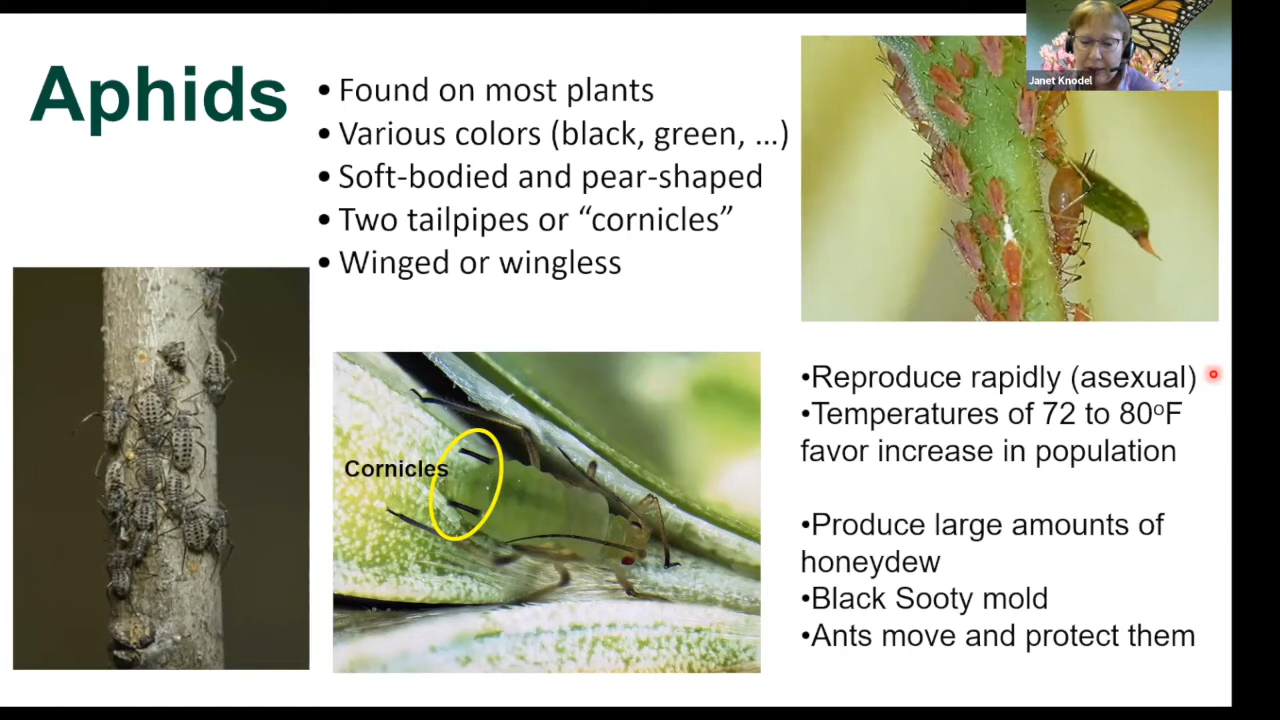 Aphids
• Found on most plants
• Various colors (black, green, …)
• Soft-bodied and pear-shaped
• Two tailpipes or “cornicles”
• Winged or wingless
Janet Knodel
Cornicles
•Reproduce rapidly (asexual)
•Temperatures of 72 to 80ºF
favor increase in population
•Produce large amounts of
honeydew
•Black Sooty mold
•Ants move and protect them